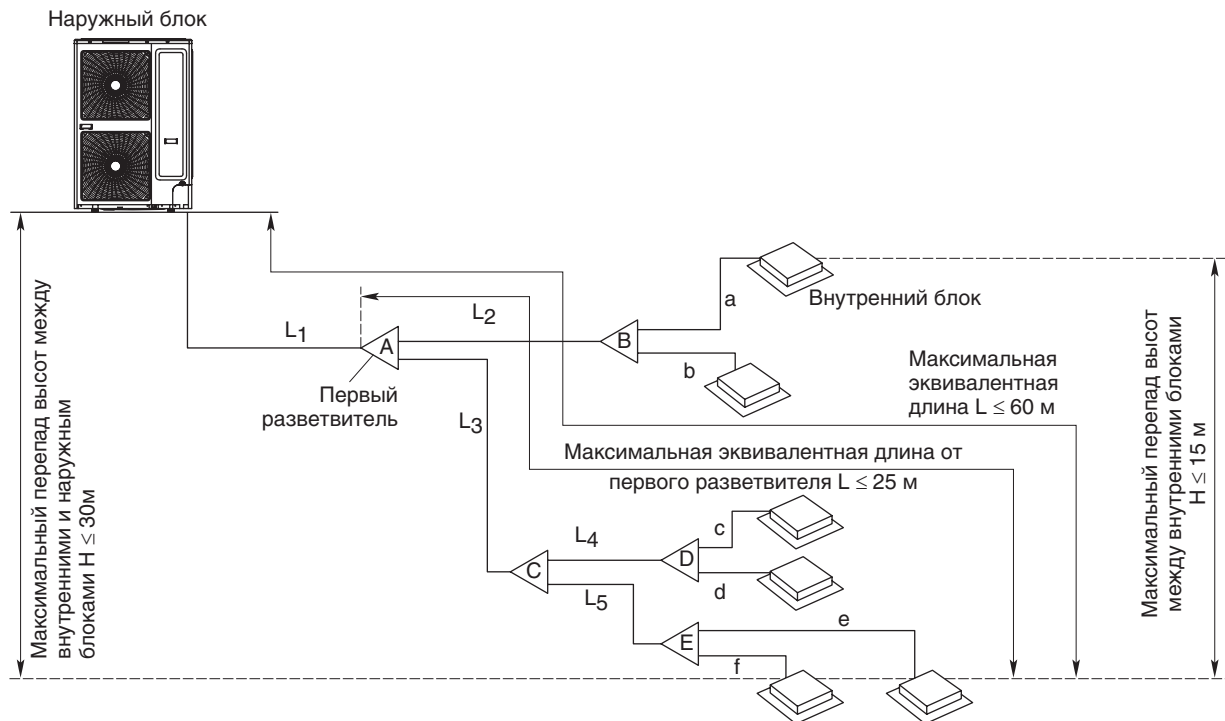 Наружный блок
Максимальный перепад высот между
внутренними и наружным
блоками H ≤ 30м
L1
A
Первый
разветвитель
L2
B
a
b
Внутренний блок
Максимальная
эквивалентная
длина L ≤ 60 м
Максимальный перепад высот
между внутренними блоками
H ≤ 15 м
L3
Максимальная эквивалентная длина от
первого разветвителя L ≤ 25 м
C
L4
D
c
d
L5
E
e
f